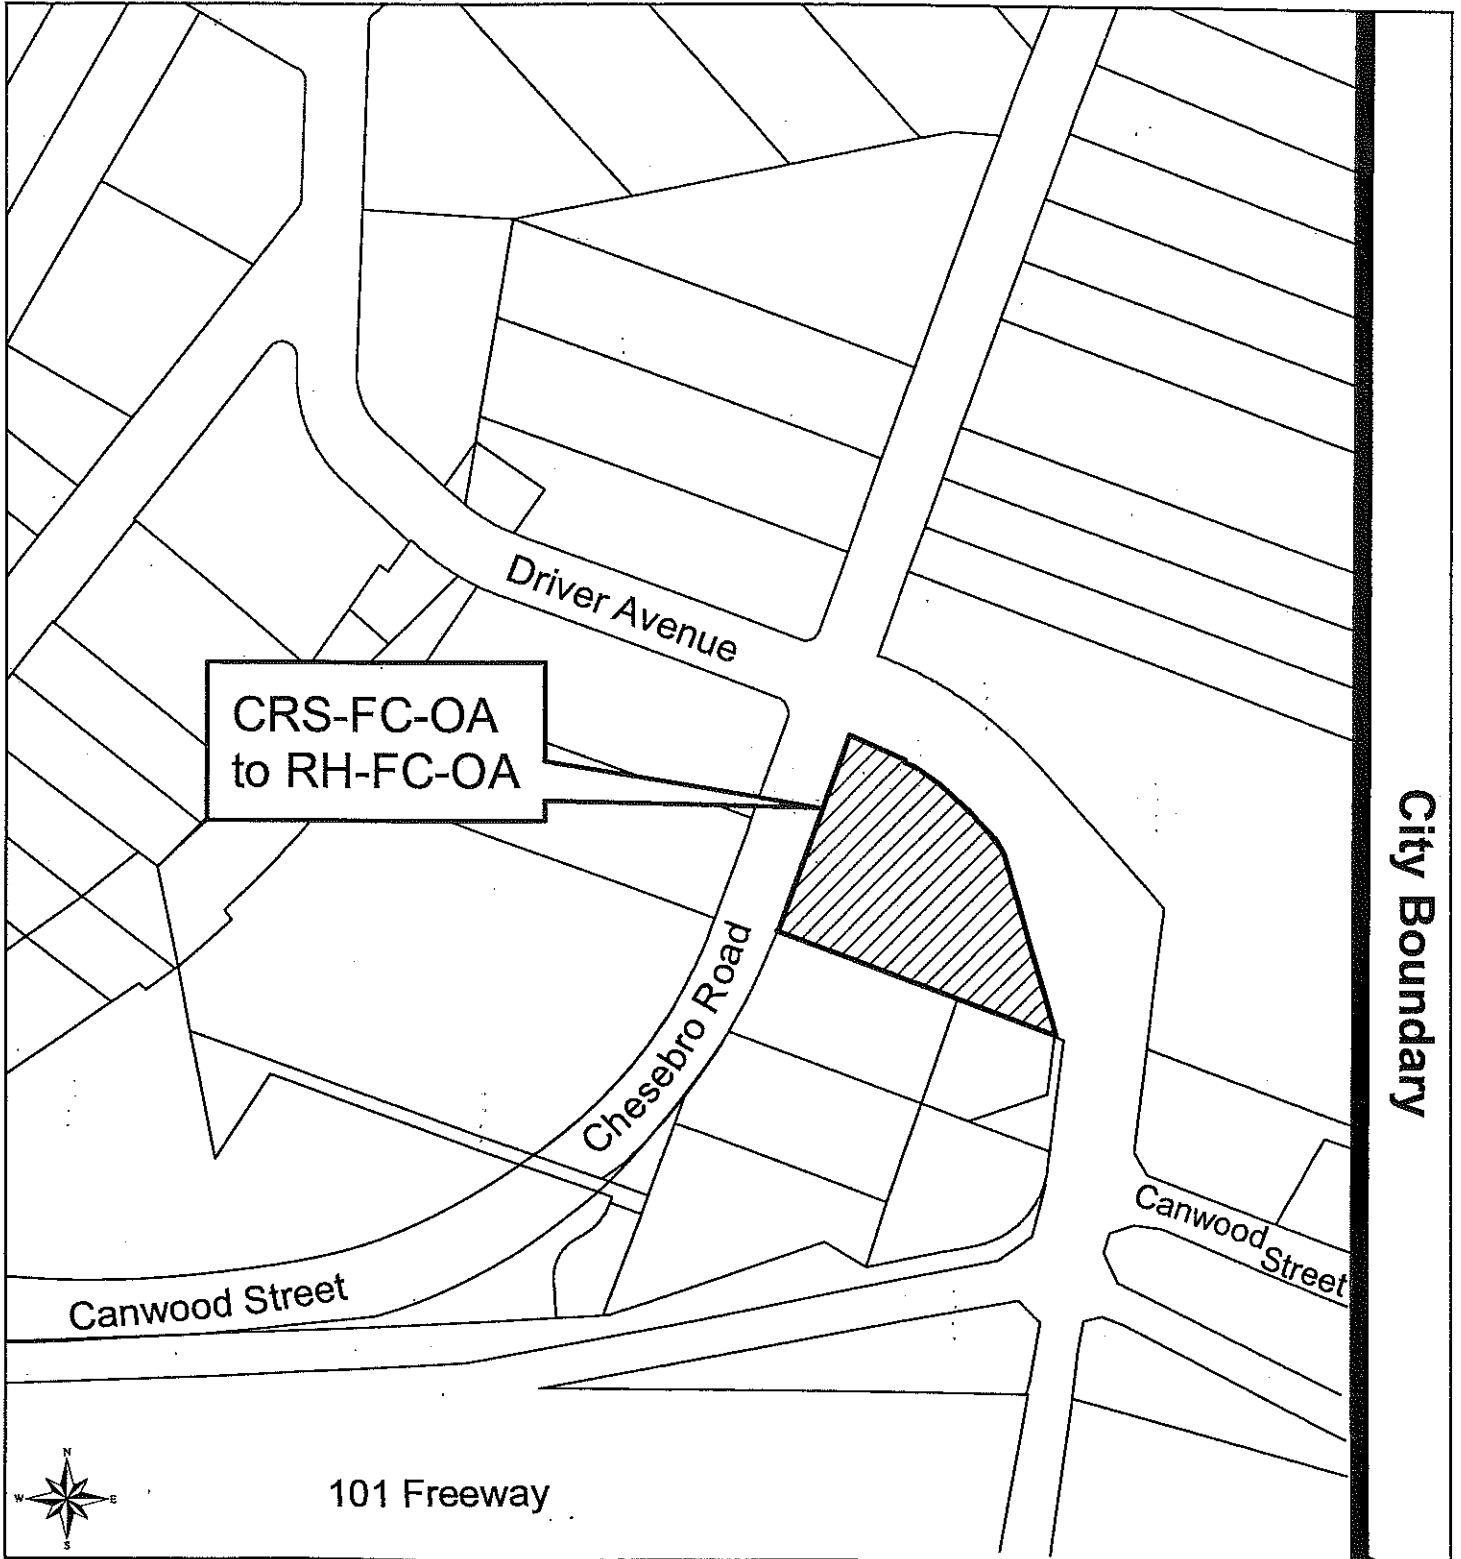 Driver Avenue
CRS-FC-OA
to RH-FC-OA
City Boundary
Chesebro Road
Canwood
Street
Canwood Street
N
W
E
S
101 Freeway